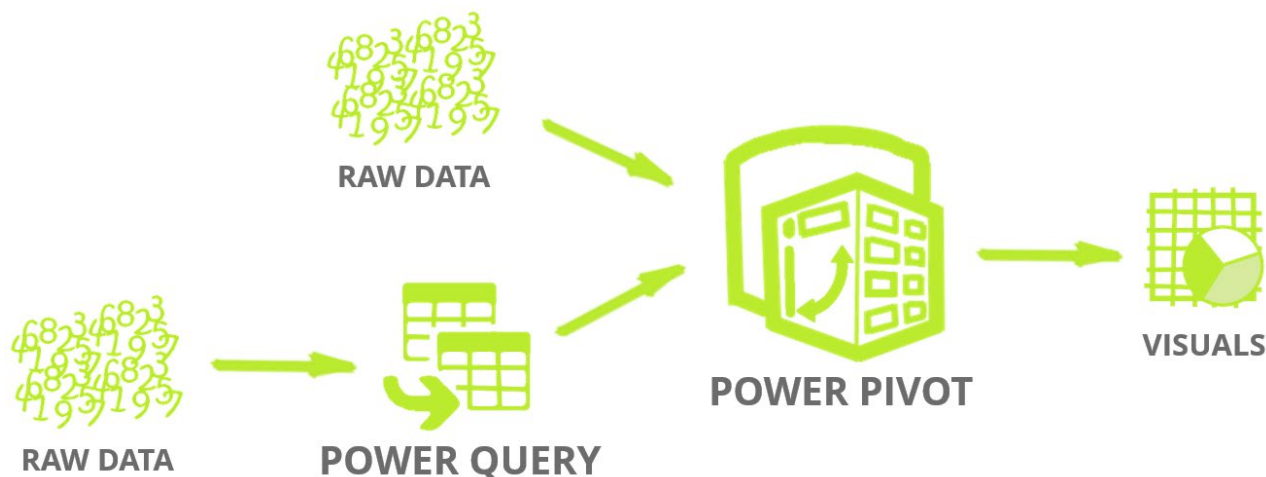 RAW DATA
RAW DATA
POWER QUERY
POWER PIVOT
VISUALS